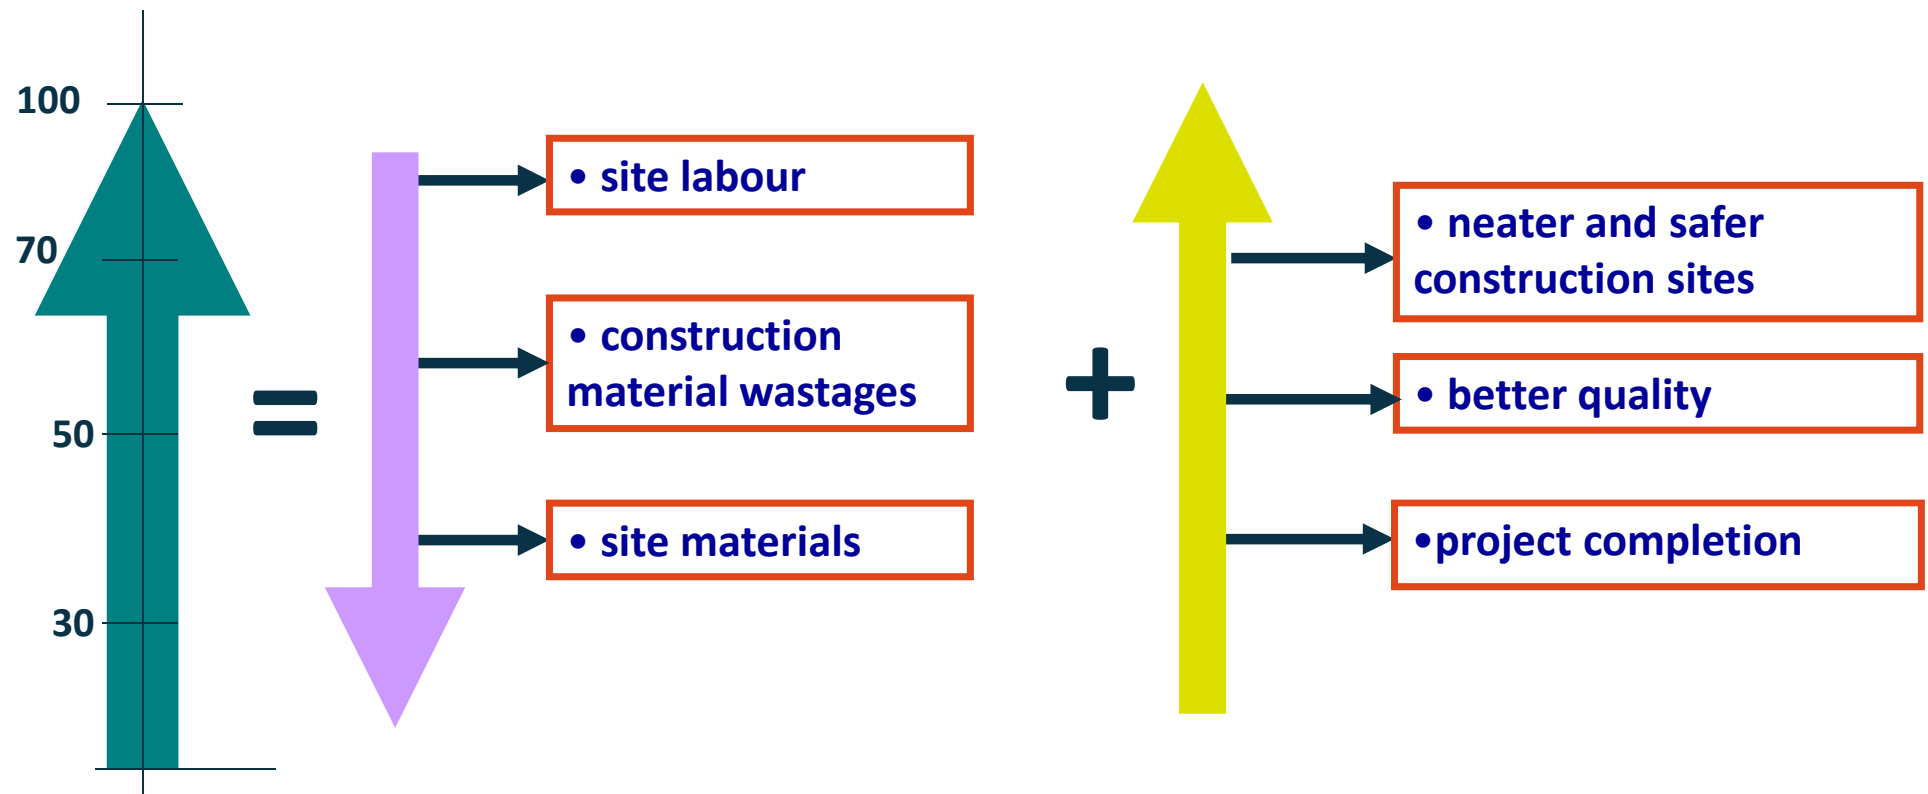 100
70
50
30
=
• site labour
• construction
material wastages
• site materials
+
• neater and safer
construction sites
• better quality
•project completion